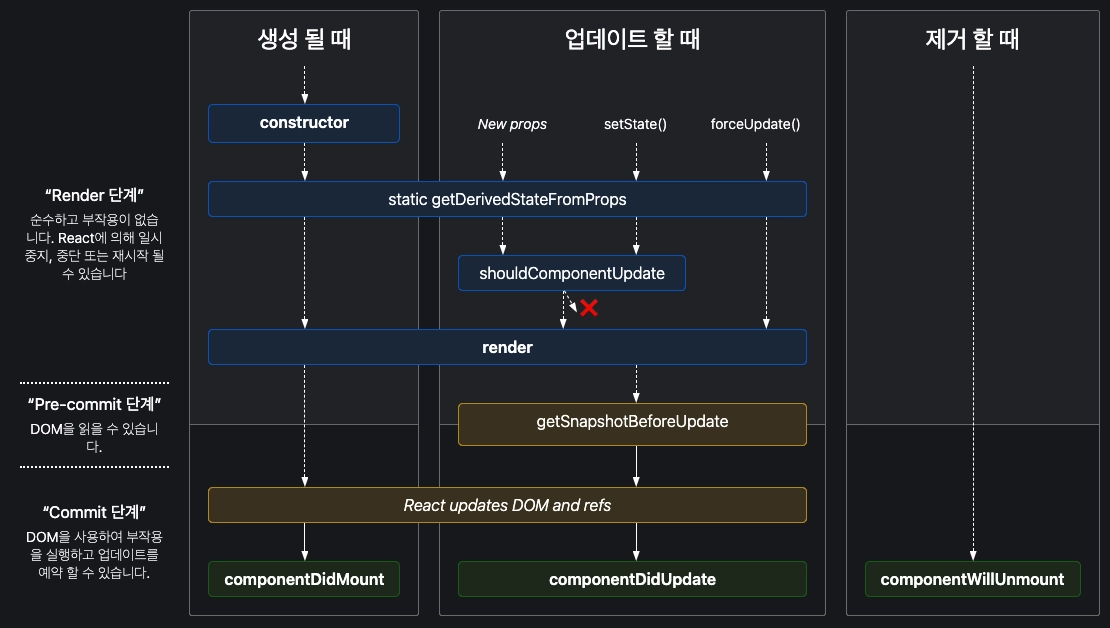 생성 될 때
업데이트 할 때
제거 할 때
constructor
New props
setState()
forceUpdate()
“Render 단계”
순수하고 부작용이 없습
니다. React에 의해 일시
중지, 중단 또는 재시작 될
수 있습니다
static getDerivedStateFromProps
shouldComponentUpdate
render
“Pre-commit 단계”
DOM을 읽을 수 있습니
다.
getSnapshotBeforeUpdate
“Commit 단계”
DOM을 사용하여 부작용
을 실행하고 업데이트를
예약 할 수 있습니다.
React updates DOM and refs
componentDidMount
componentDidUpdate
componentWillUnmount